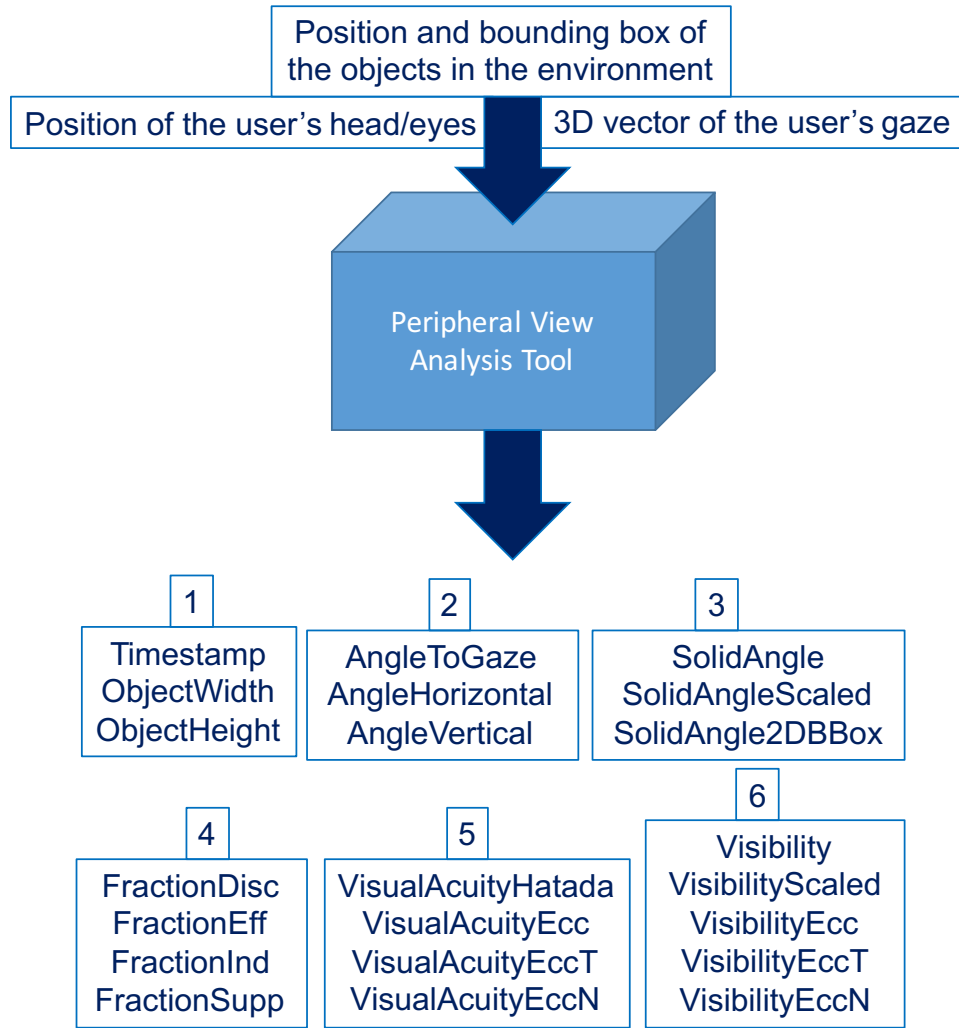 Position and bounding box of
the objects in the environment
Position of the user's head/eyes
3D vector of the user's gaze
Peripheral View
Analysis Tool
1
Timestamp
ObjectWidth
ObjectHeight
2
AngleToGaze
AngleHorizontal
AngleVertical
3
SolidAngle
SolidAngleScaled
SolidAngle2DBBox
4
FractionDisc
FractionEff
FractionInd
FractionSupp
5
VisualAcuityHatada
VisualAcuityEcc
VisualAcuityEccT
VisualAcuityEccN
6
Visibility
VisibilityScaled
VisibilityEcc
VisibilityEccT
VisibilityEccN